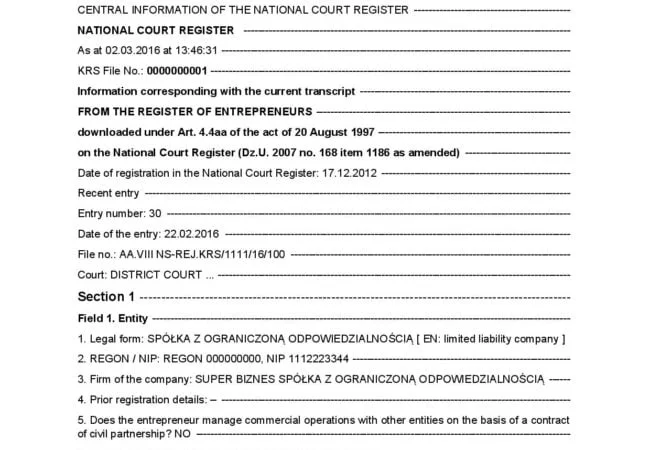 CENTRAL INFORMATION OF THE NATIONAL COURT REGISTER
NATIONAL COURT REGISTER
As at 02.03.2016 at 13:46:31
KRS File No.: 0000000001
Information corresponding with the current transcript
FROM THE REGISTER OF ENTREPRENEURS
downloaded under Art. 4.4aa of the act of 20 August 1997
on the National Court Register (Dz.U. 2007 no. 168 item 1186 as amended)
Date of registration in the National Court Register: 17.12.2012
Recent entry
Entry number: 30
Date of the entry: 22.02.2016
File no.: AA.VIII NS-REJ.KRS/1111/16/100
Court: DISTRICT COURT ...
Section 1
Field 1. Entity
1. Legal form: SPÓŁKA Z OGRANICZONĄ ODPOWIEDZIALNOŚCIĄ [ EN: limited liability company ]
2. REGON / NIP: REGON 000000000, NIP 1112223344
3. Firm of the company: SUPER BIZNES SPÓŁKA Z OGRANICZONĄ ODPOWIEDZIALNOŚCIĄ
4. Prior registration details: –
5. Does the entrepreneur manage commercial operations with other entities on the basis of a contract
of civil partnership? NO